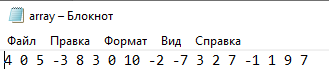 array – Блокнот
Файл Правка Формат Вид Справка
4 0 5 -3 8 3 0 10 -2 -7 3 2 7 -1 1 9 7